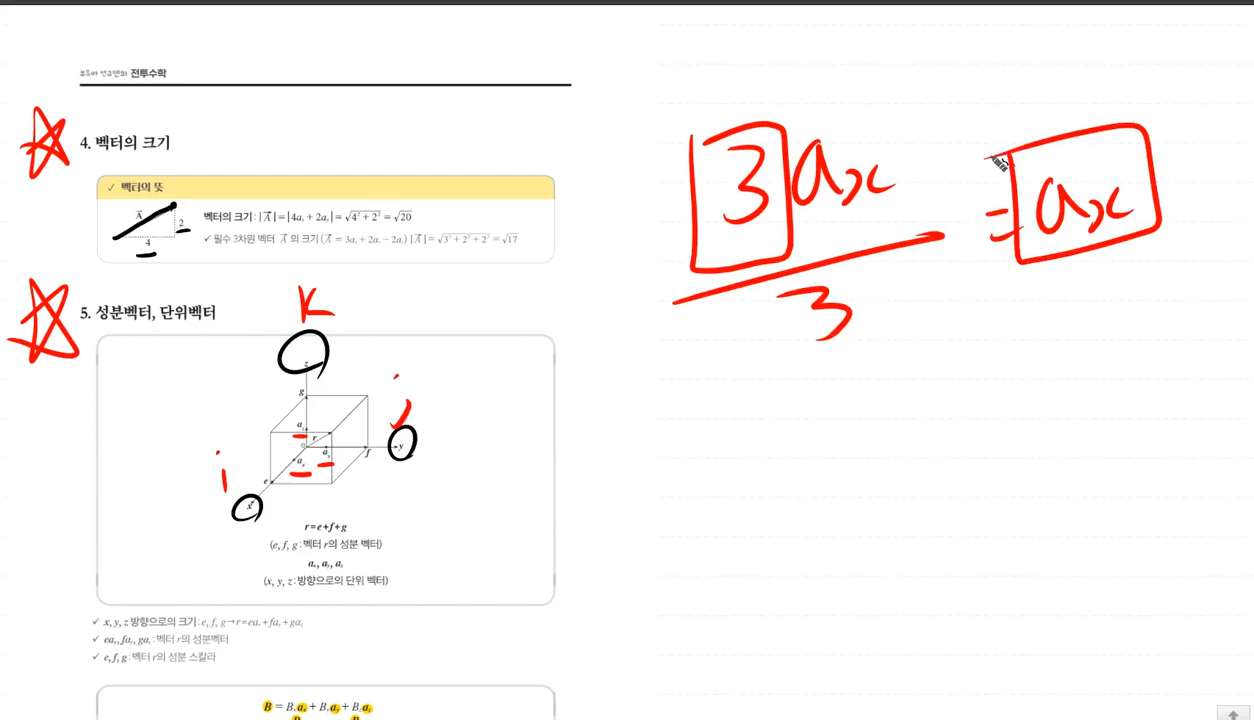 전투수학
4. 벡터의 크기
✓ 벡터의 뜻
A
2
4
벡터의 크기 : |A| = |4aₓ + 2aᵧ| = √4² + 2² = √20
✓ 필수 3차원 벡터 A 의 크기 (A = 3aₓ + 2aᵧ − 2a_z) |A| = √3² + 2² + 2² = √17
5. 성분벡터, 단위벡터
K
z
g
j
a_z
r
0
y
aₓ
aᵧ
f
i
e
x
r=e+f+g
(e, f, g : 벡터 r의 성분 벡터)
aₓ, aᵧ, a_z
(x, y, z : 방향으로의 단위 벡터)
✓ x, y, z 방향으로의 크기 : e, f, g → r = eaₓ + faᵧ + ga_z
✓ eaₓ, faᵧ, ga_z : 벡터 r의 성분벡터
✓ e, f, g : 벡터 r의 성분 스칼라
B = Bₓaₓ + Bᵧaᵧ + B_za_z
3ax
3
= ax